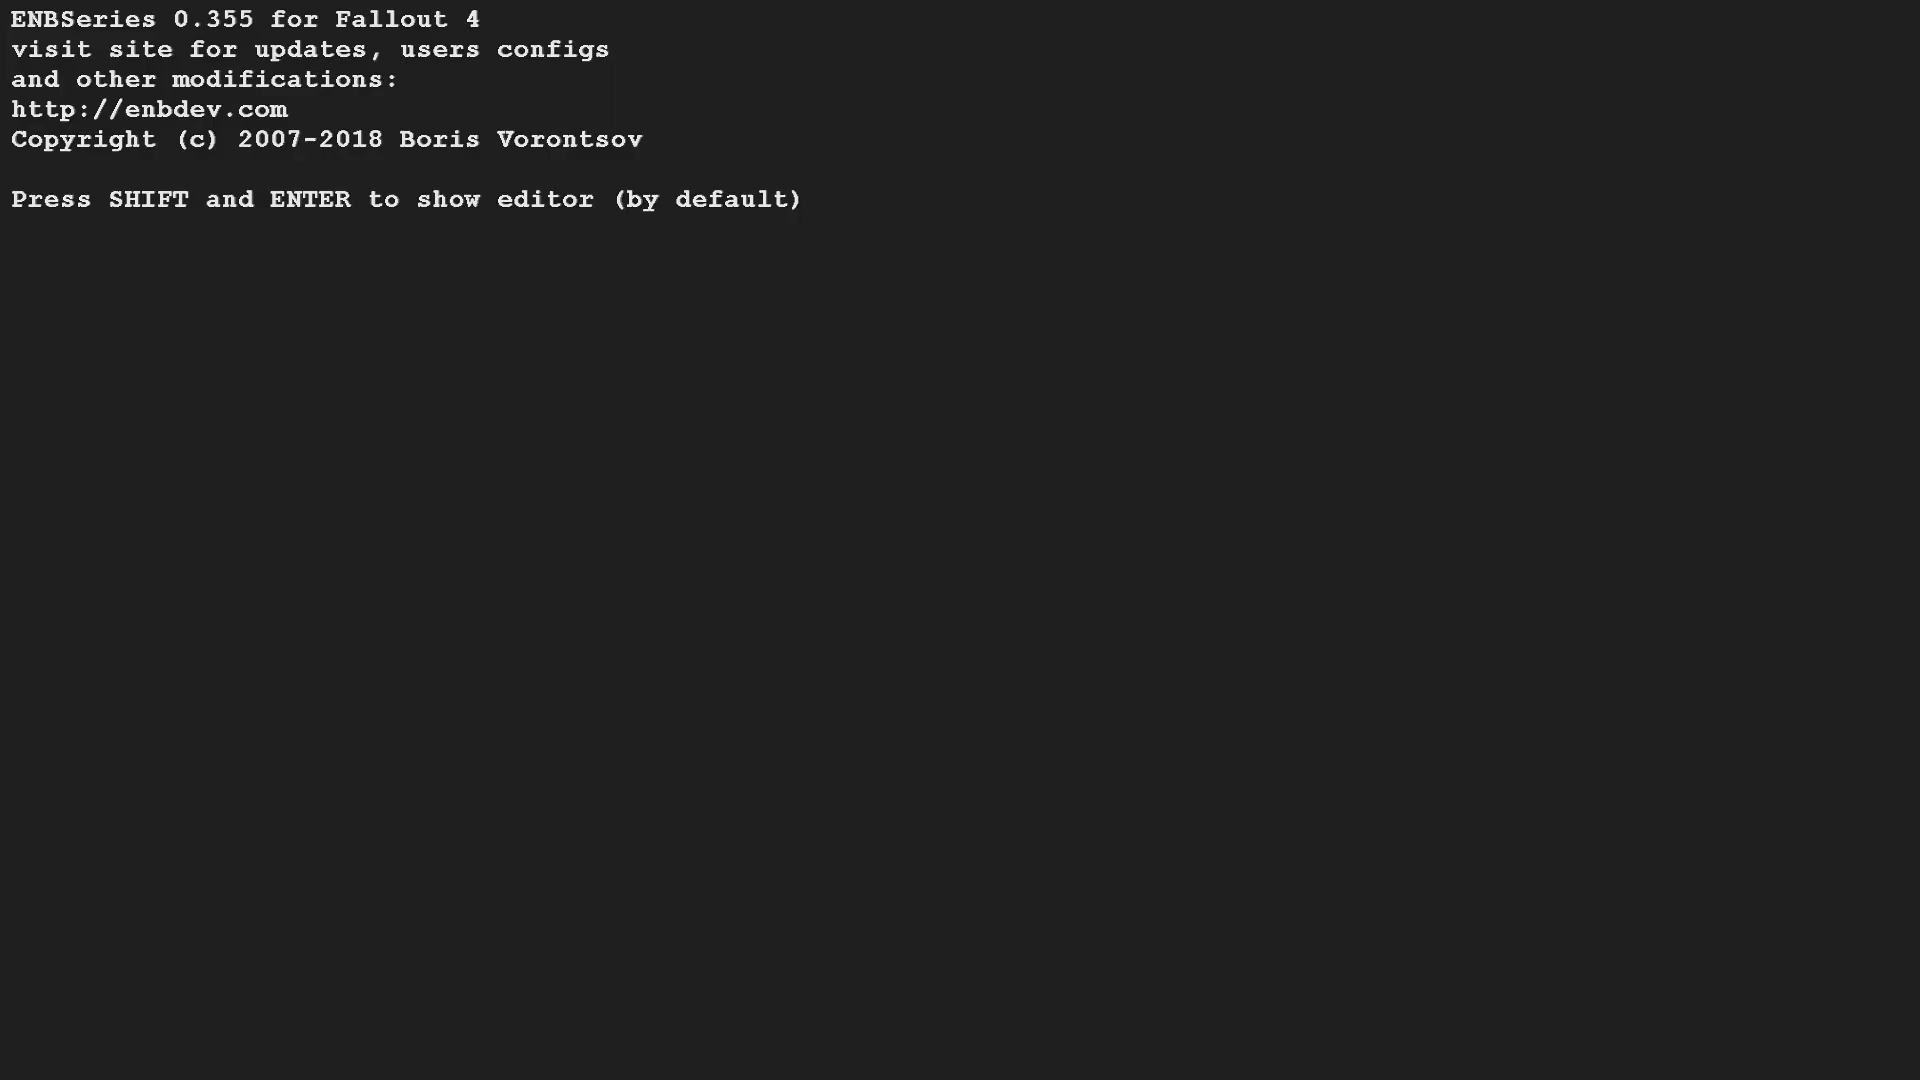 ENBSeries 0.355 for Fallout 4
visit site for updates, users configs
and other modifications:
http://enbdev.com
Copyright (c) 2007-2018 Boris Vorontsov
Press SHIFT and ENTER to show editor (by default)